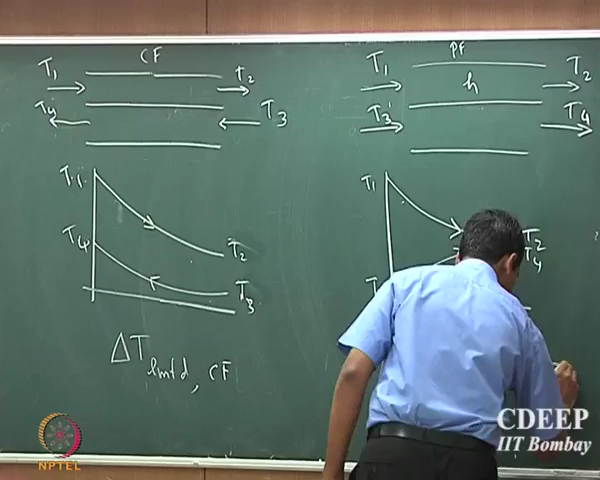 CF
T₁ T₂
T₄ T₃
T₁
T₄
T₂
T₃
ΔT lmtd, CF
PF
T₁ h T₂
T₃ T₄
T₁
T₂
T₄
T
CDEEP
IIT Bombay
NPTEL